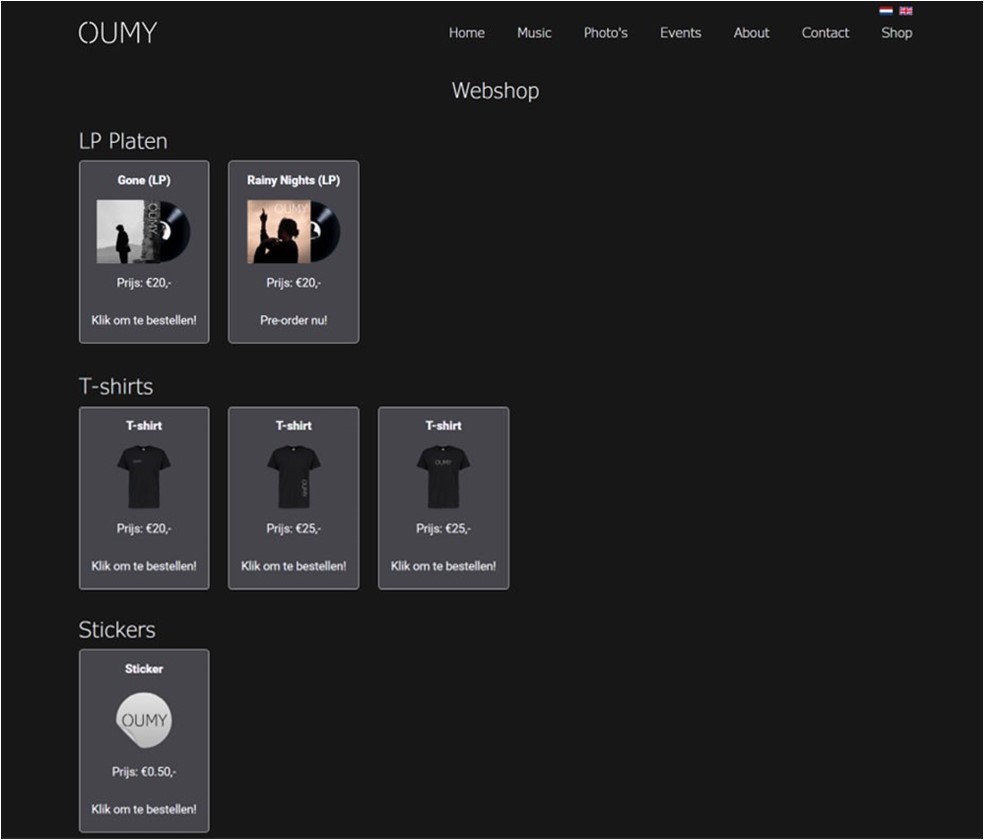 OUMY
Home Music Photo's Events About Contact Shop
Webshop
LP Platen
Gone (LP)
OUMY
Prijs: €20,-
Klik om te bestellen!
Rainy Nights (LP)
OUMY
Prijs: €20,-
Pre-order nu!
T-shirts
T-shirt
Prijs: €20,-
Klik om te bestellen!
T-shirt
OUMY
Prijs: €25,-
Klik om te bestellen!
T-shirt
OUMY
Prijs: €25,-
Klik om te bestellen!
Stickers
Sticker
OUMY
Prijs: €0.50,-
Klik om te bestellen!